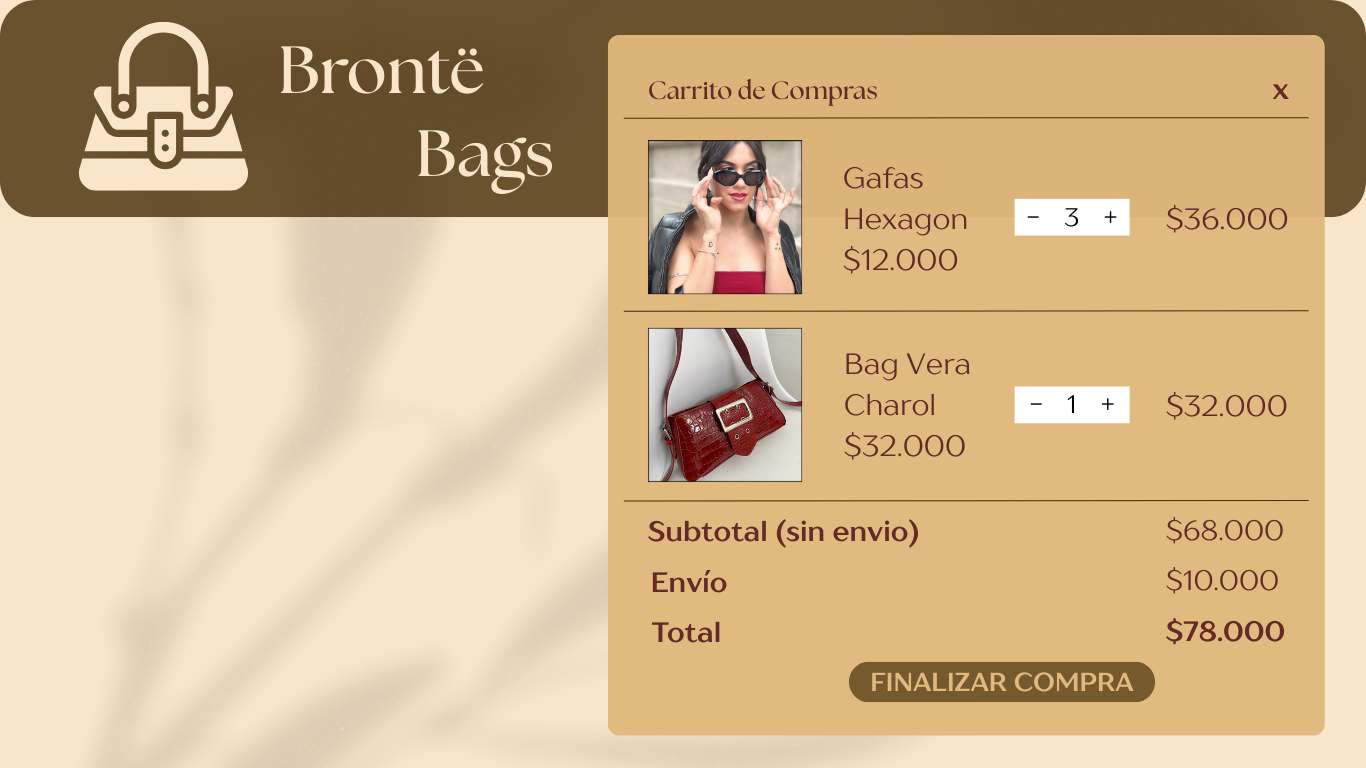 Brontë
Bags
Carrito de Compras
x
Gafas
Hexagon
$12.000
− 3 +
$36.000
Bag Vera
Charol
$32.000
− 1 +
$32.000
Subtotal (sin envio) $68.000
Envío $10.000
Total $78.000
FINALIZAR COMPRA